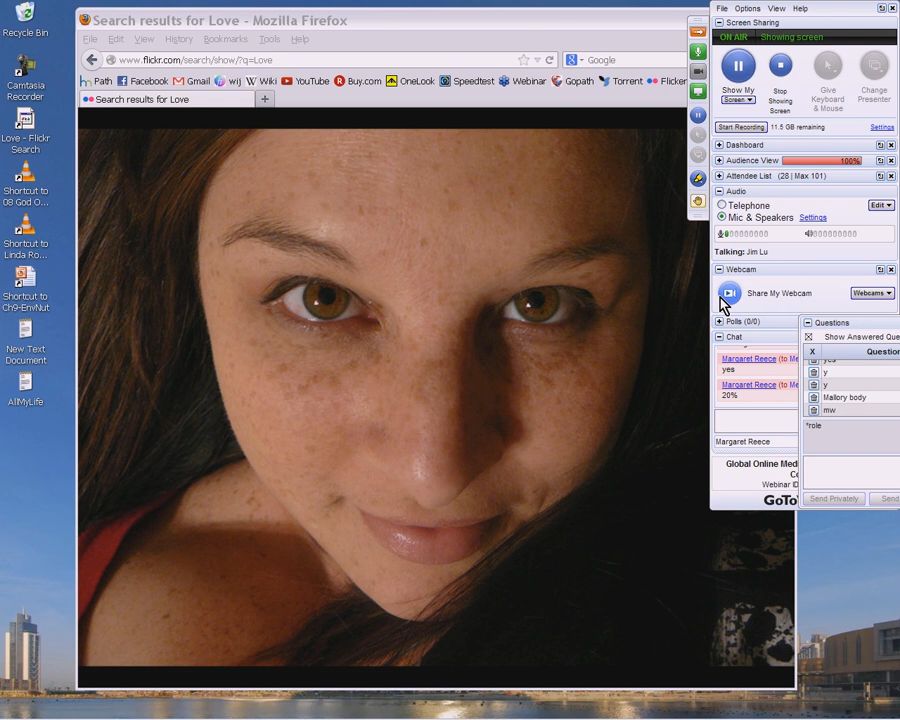 Recycle Bin
Camtasia
Recorder
Love - Flickr
Search
Shortcut to
08 God O...
Shortcut to
Linda Ro...
Shortcut to
Ch9-EnvNut
New Text
Document
AllMyLife
Search results for Love - Mozilla Firefox
File Edit View History Bookmarks Tools Help
www.flickr.com/search/show/?q=Love
Google
Path Facebook Gmail wij Wiki YouTube Buy.com OneLook Speedtest Webinar Gopath Torrent Flicker
Search results for Love
File Options View Help
Screen Sharing
ON AIR Showing screen
Show My
Screen
Stop
Showing
Screen
Give
Keyboard
& Mouse
Change
Presenter
Start Recording 11.5 GB remaining Settings
Dashboard
Audience View 100%
Attendee List (28 | Max 101)
Audio
Telephone Edit
Mic & Speakers Settings
Talking: Jim Lu
Webcam
Share My Webcam Webcams
Polls (0/0)
Chat
Margaret Reece (to Me
yes
Margaret Reece (to Me
20%
Margaret Reece
Global Online Med
Co
Webinar ID
GoTo
Questions
Show Answered Que
X Question
yes
y
y
Mallory body
mw
*role
Send Privately Send